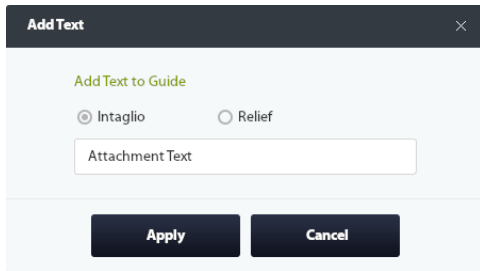 Add Text
Add Text to Guide
Intaglio Relief
Attachment Text
Apply Cancel